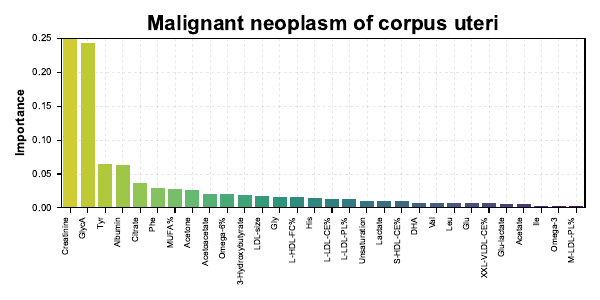 Malignant neoplasm of corpus uteri
Importance
0.25
0.20
0.15
0.10
0.05
0.00
Creatinine
GlycA
Tyr
Albumin
Citrate
Phe
MUFA%
Acetone
Acetoacetate
Omega-6%
3-Hydroxybutyrate
LDL-size
Gly
L-HDL-FC%
His
L-LDL-CE%
L-LDL-PL%
Unsaturation
Lactate
S-HDL-CE%
DHA
Val
Leu
Glu
XXL-VLDL-CE%
Glu-lactate
Acetate
Ile
Omega-3
M-LDL-PL%